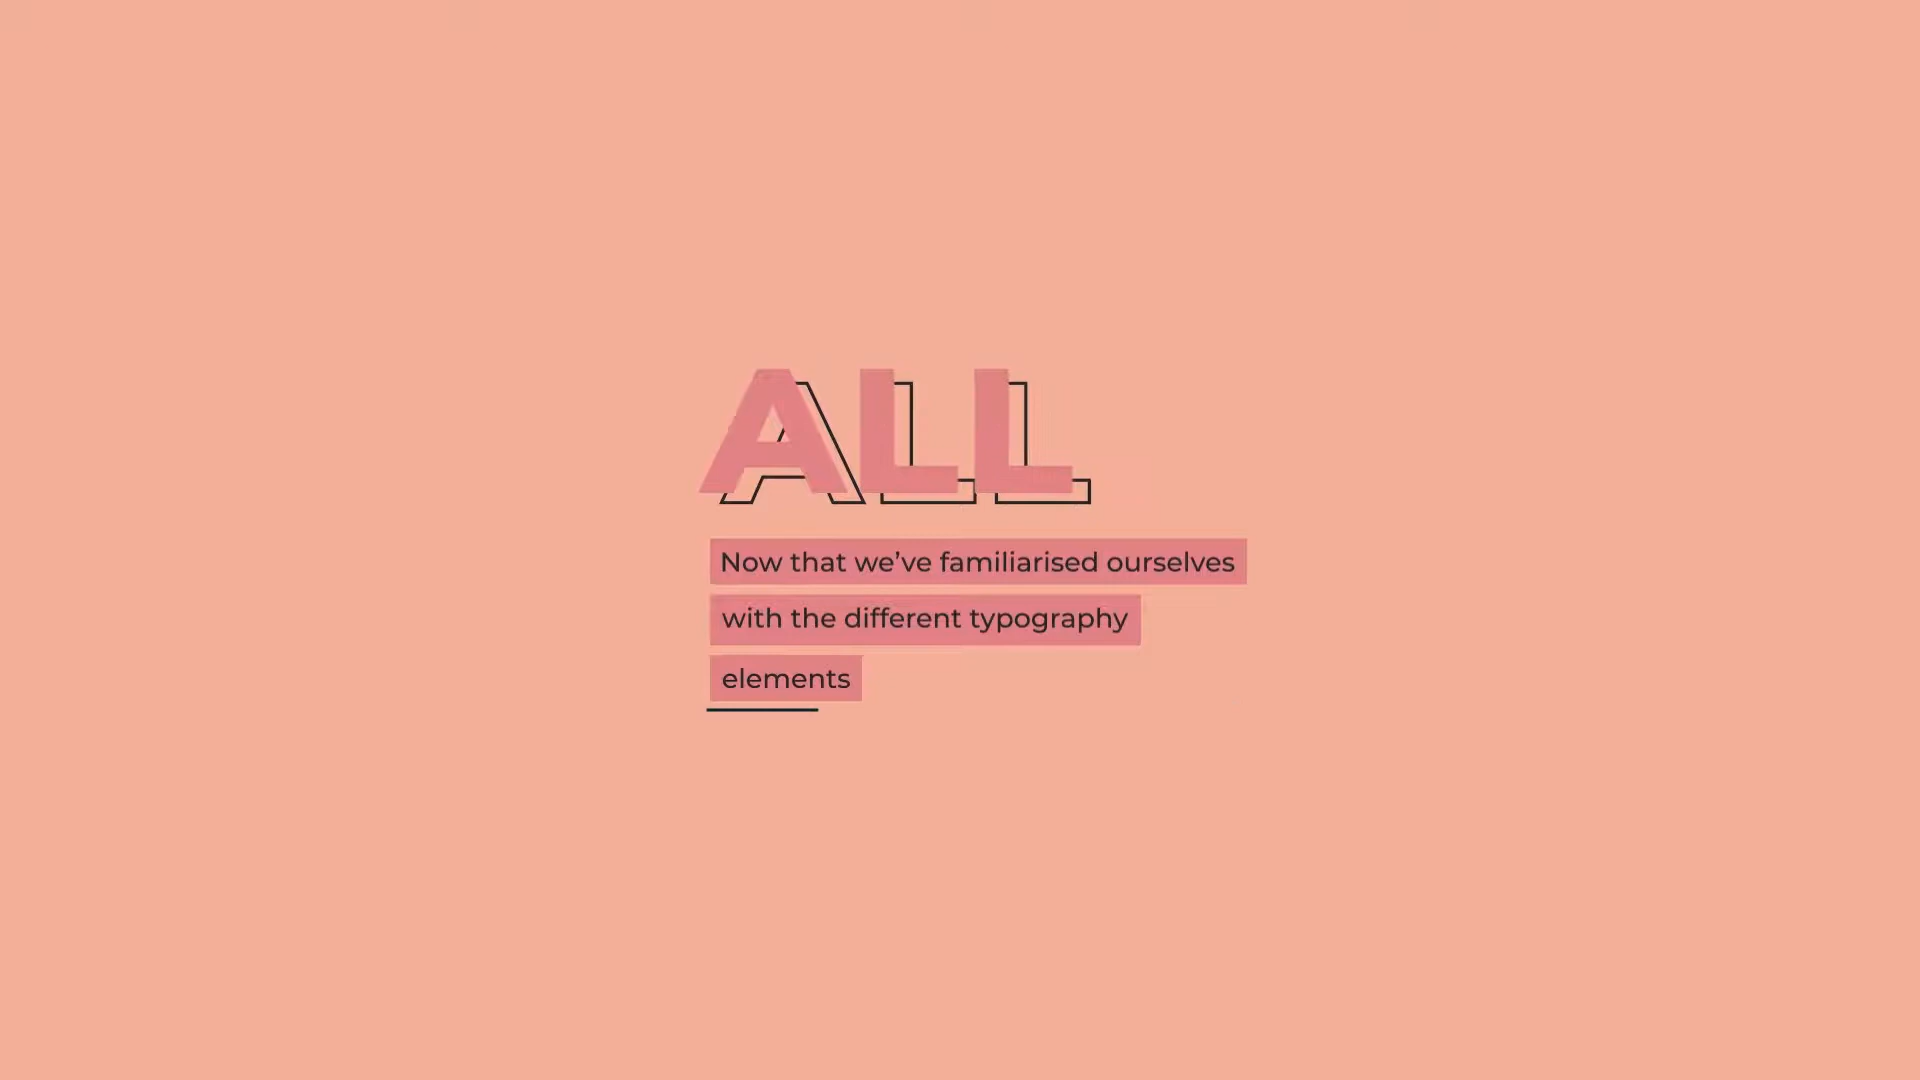 ALL
Now that we’ve familiarised ourselves
with the different typography
elements